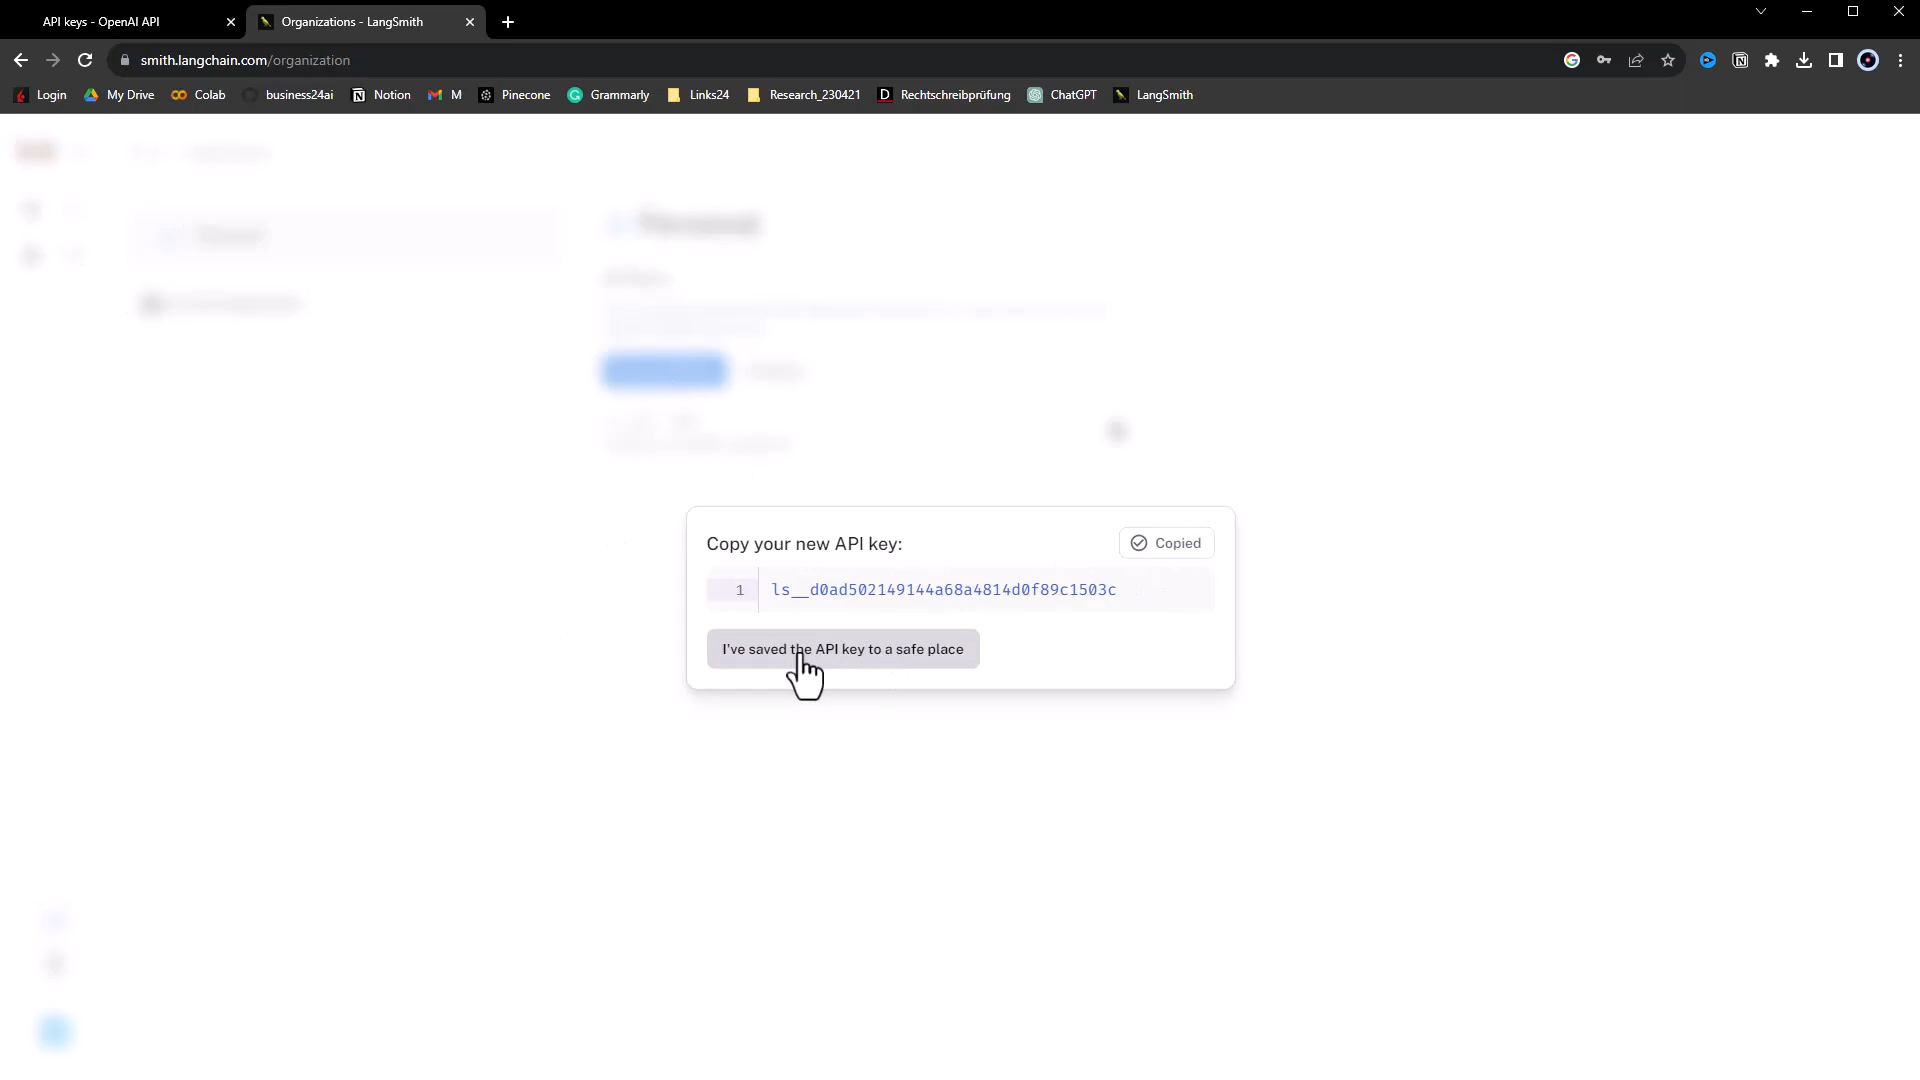 API keys - OpenAI API
Organizations - LangSmith
smith.langchain.com/organization
Login
My Drive
Colab
business24ai
Notion
M
Pinecone
Grammarly
Links24
Research_230421
Rechtschreibprüfung
ChatGPT
LangSmith
Copy your new API key:
Copied
1
ls__d0ad502149144a68a4814d0f89c1503c
I've saved the API key to a safe place